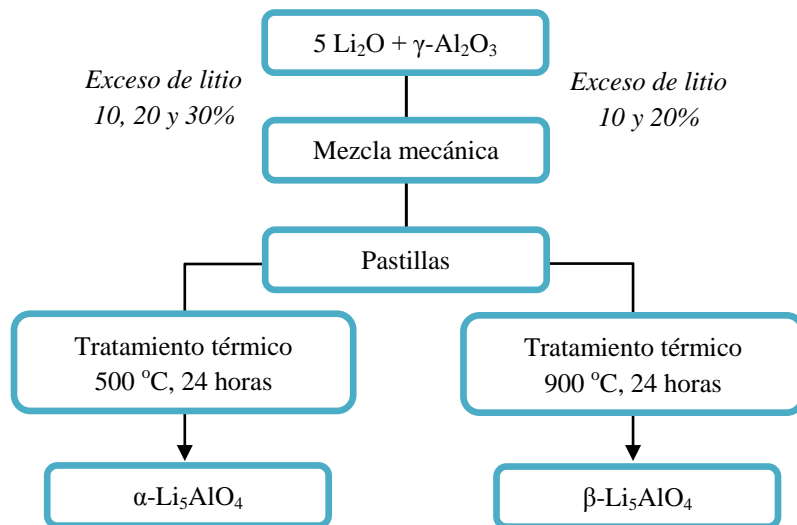 5 Li₂O + γ-Al₂O₃
Exceso de litio
10, 20 y 30%
Exceso de litio
10 y 20%
Mezcla mecánica
Pastillas
Tratamiento térmico
500 °C, 24 horas
Tratamiento térmico
900 °C, 24 horas
α-Li₅AlO₄
β-Li₅AlO₄